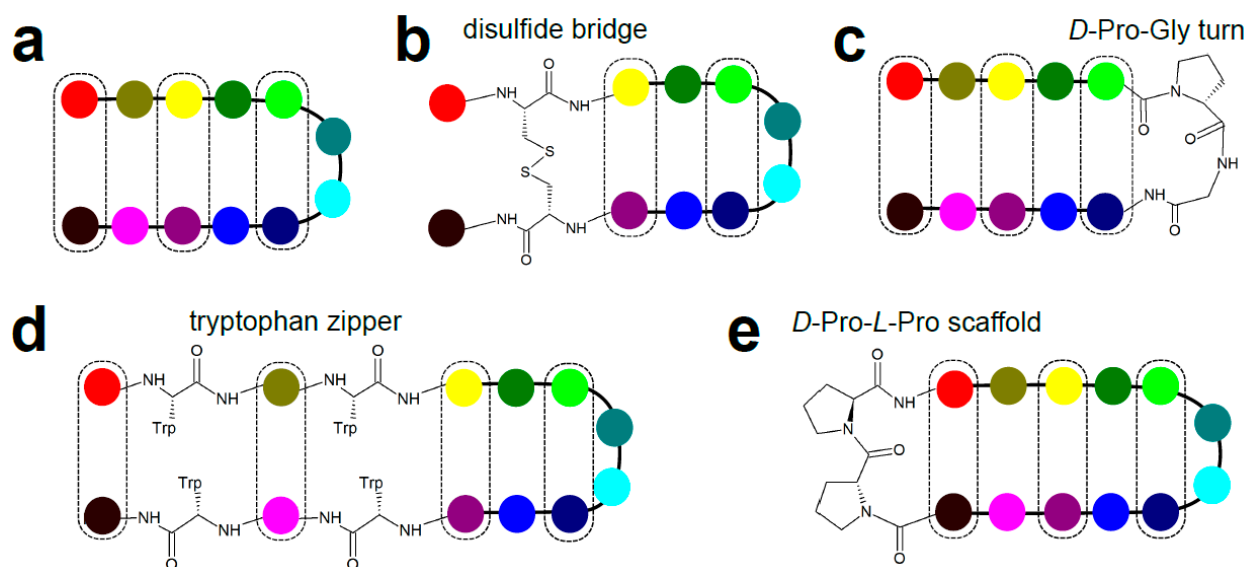 a
b
disulfide bridge
c
D-Pro-Gly turn
O
NH
NH
S
S
NH
O
NH
O
N
O
NH
NH
O
d
tryptophan zipper
NH
O
NH
Trp
NH
O
NH
Trp
Trp
NH
O
NH
Trp
NH
O
NH
e
D-Pro-L-Pro scaffold
O
NH
N
O
N
O